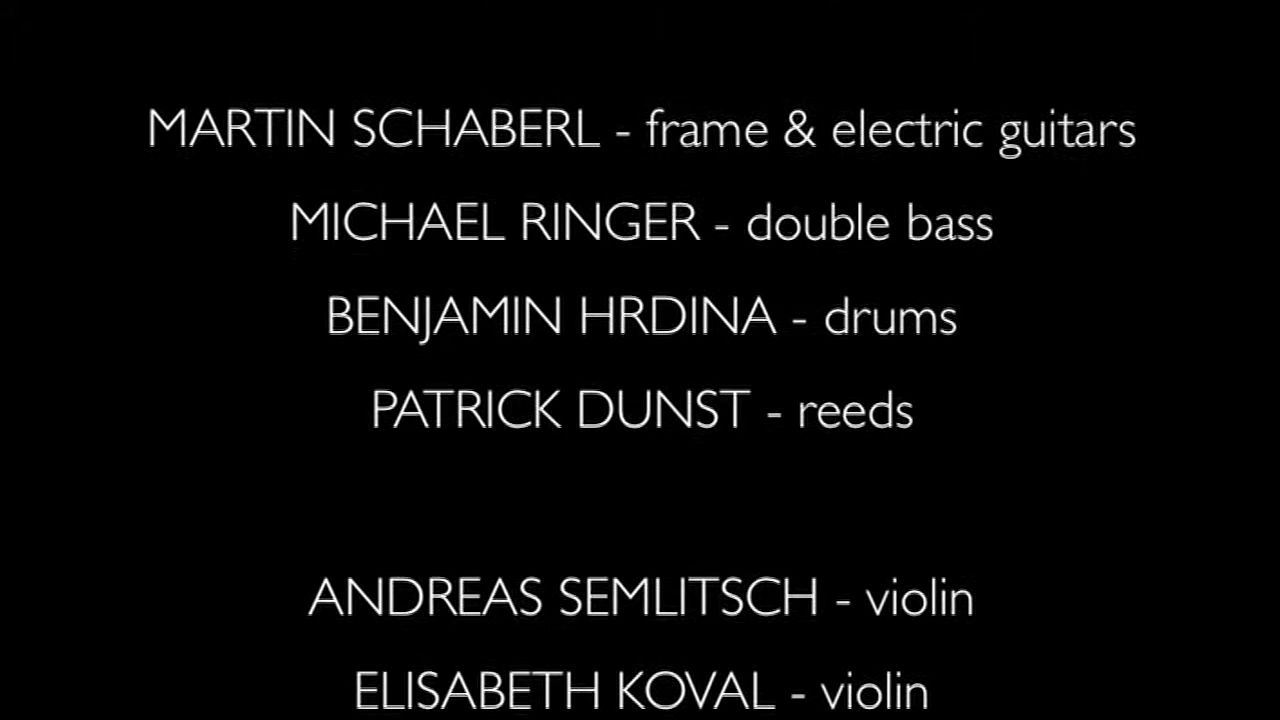 MARTIN SCHABERL - frame & electric guitars
MICHAEL RINGER - double bass
BENJAMIN HRDINA - drums
PATRICK DUNST - reeds
ANDREAS SEMLITSCH - violin
ELISABETH KOVAL - violin